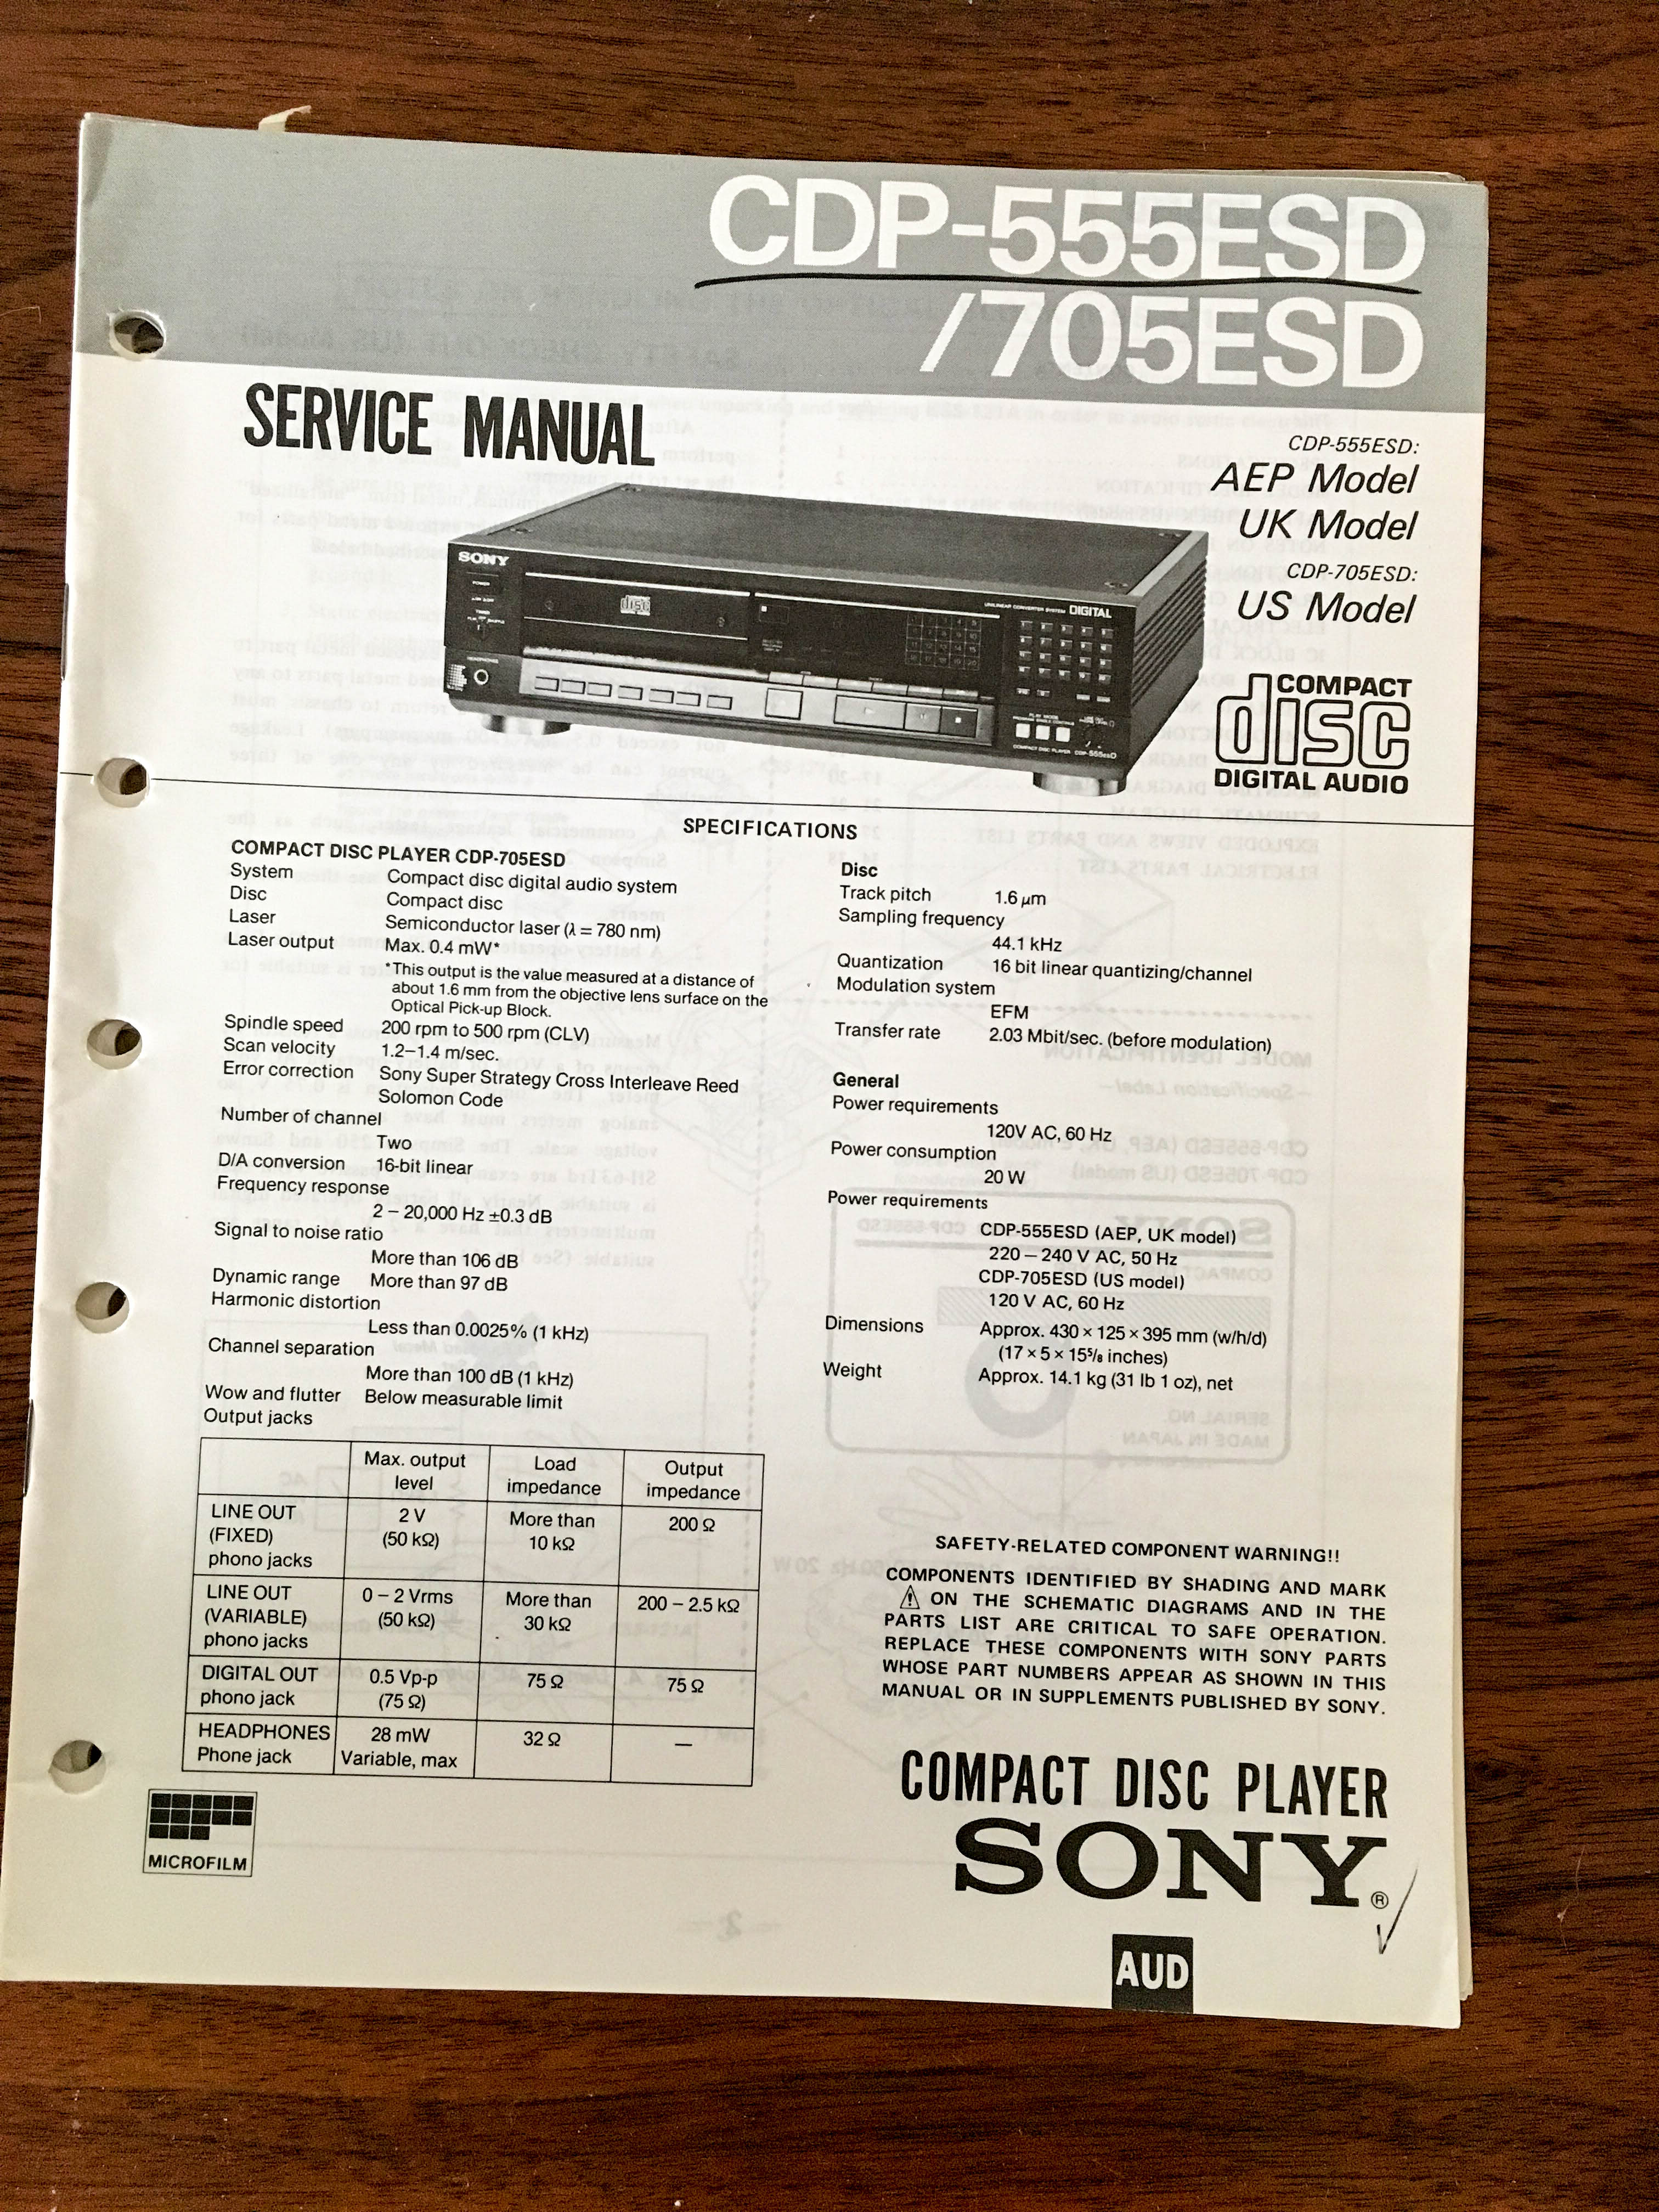 CDP-555ESD
/705ESD
SERVICE MANUAL
CDP-555ESD:
AEP Model
UK Model
CDP-705ESD:
US Model
SONY
POWER
TIMER
HEADPHONES
disc
UNILINEAR CONVERTER SYSTEM DIGITAL
COMPACT DISC PLAYER CDP-555ESD
COMPACT
disc
DIGITAL AUDIO
SPECIFICATIONS
COMPACT DISC PLAYER CDP-705ESD
System Compact disc digital audio system
Disc Compact disc
Laser Semiconductor laser (λ = 780 nm)
Laser output Max. 0.4 mW*
*This output is the value measured at a distance of
about 1.6 mm from the objective lens surface on the
Optical Pick-up Block.
Spindle speed 200 rpm to 500 rpm (CLV)
Scan velocity 1.2–1.4 m/sec.
Error correction Sony Super Strategy Cross Interleave Reed
Solomon Code
Number of channel
Two
D/A conversion 16-bit linear
Frequency response
2 – 20,000 Hz ±0.3 dB
Signal to noise ratio
More than 106 dB
Dynamic range More than 97 dB
Harmonic distortion
Less than 0.0025% (1 kHz)
Channel separation
More than 100 dB (1 kHz)
Wow and flutter Below measurable limit
Output jacks
Max. output Load Output
level impedance impedance
LINE OUT 2 V More than 200 Ω
(FIXED) (50 kΩ) 10 kΩ
phono jacks
LINE OUT 0 – 2 Vrms More than 200 – 2.5 kΩ
(VARIABLE) (50 kΩ) 30 kΩ
phono jacks
DIGITAL OUT 0.5 Vp-p 75 Ω 75 Ω
phono jack (75 Ω)
HEADPHONES 28 mW 32 Ω —
Phone jack Variable, max
MICROFILM
Disc
Track pitch 1.6 μm
Sampling frequency
44.1 kHz
Quantization 16 bit linear quantizing/channel
Modulation system
EFM
Transfer rate 2.03 Mbit/sec. (before modulation)
General
Power requirements
120V AC, 60 Hz
Power consumption
20 W
Power requirements
CDP-555ESD (AEP, UK model)
220 – 240 V AC, 50 Hz
CDP-705ESD (US model)
120 V AC, 60 Hz
Dimensions Approx. 430 × 125 × 395 mm (w/h/d)
(17 × 5 × 15⅝ inches)
Weight Approx. 14.1 kg (31 lb 1 oz), net
SAFETY-RELATED COMPONENT WARNING!!
COMPONENTS IDENTIFIED BY SHADING AND MARK
⚠ ON THE SCHEMATIC DIAGRAMS AND IN THE
PARTS LIST ARE CRITICAL TO SAFE OPERATION.
REPLACE THESE COMPONENTS WITH SONY PARTS
WHOSE PART NUMBERS APPEAR AS SHOWN IN THIS
MANUAL OR IN SUPPLEMENTS PUBLISHED BY SONY.
COMPACT DISC PLAYER
SONY®
AUD